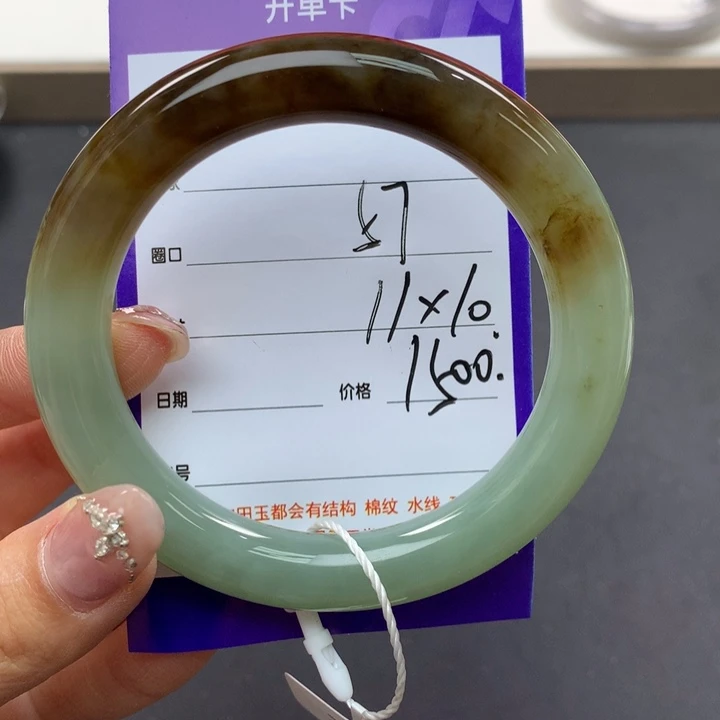 开单卡
57
圈口
11×10.
1500.
日期 价格
号
田玉都会有结构 棉纹 水线